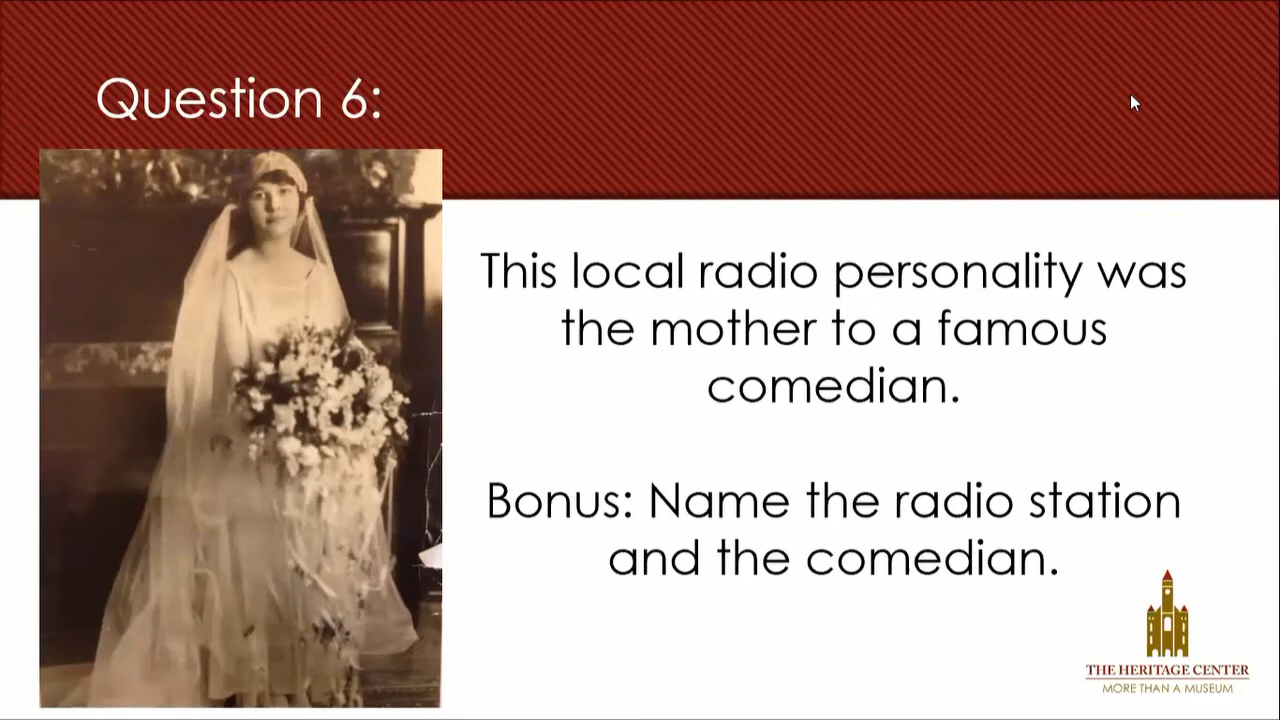 Question 6:
This local radio personality was
the mother to a famous
comedian.
Bonus: Name the radio station
and the comedian.
THE HERITAGE CENTER
MORE THAN A MUSEUM